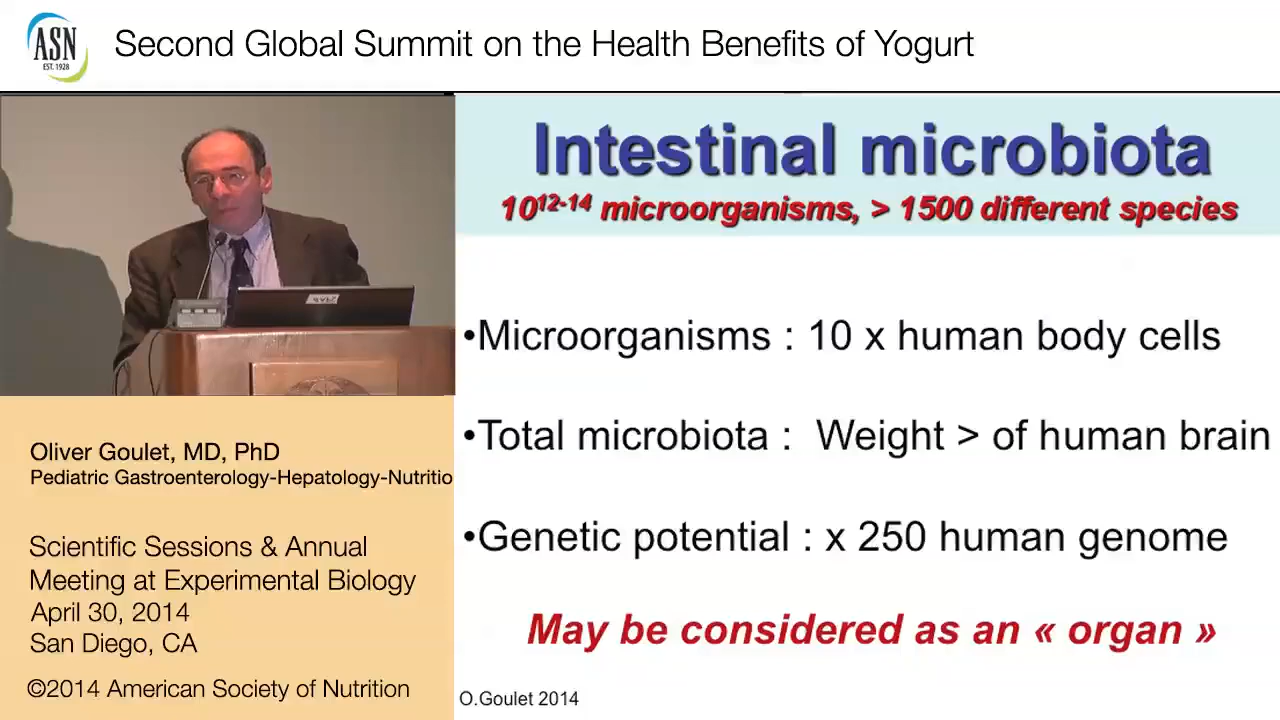 ASN
EST. 1928
Second Global Summit on the Health Benefits of Yogurt
Intestinal microbiota
10¹²⁻¹⁴ microorganisms, > 1500 different species
•Microorganisms : 10 x human body cells
•Total microbiota : Weight > of human brain
•Genetic potential : x 250 human genome
May be considered as an « organ »
O.Goulet 2014
Oliver Goulet, MD, PhD
Pediatric Gastroenterology-Hepatology-Nutritio
Scientific Sessions & Annual
Meeting at Experimental Biology
April 30, 2014
San Diego, CA
©2014 American Society of Nutrition